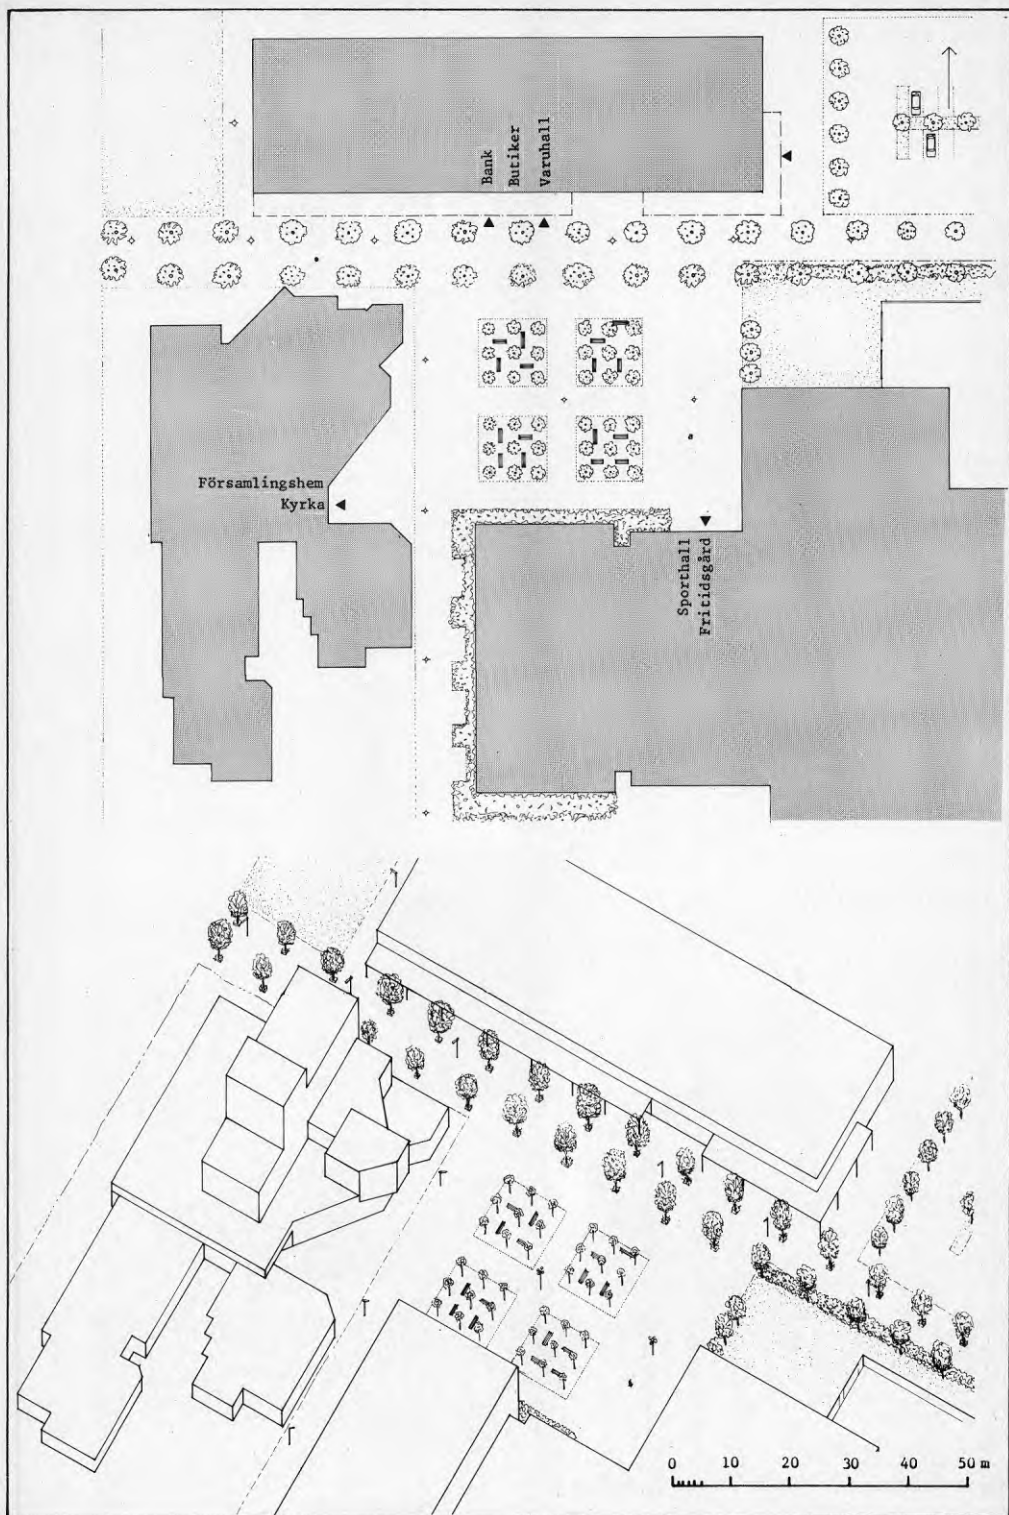 Bank
Butiker
Varuhall
Församlingshem
Kyrka
Sporthall
Fritidsgård
0 10 20 30 40 50 m